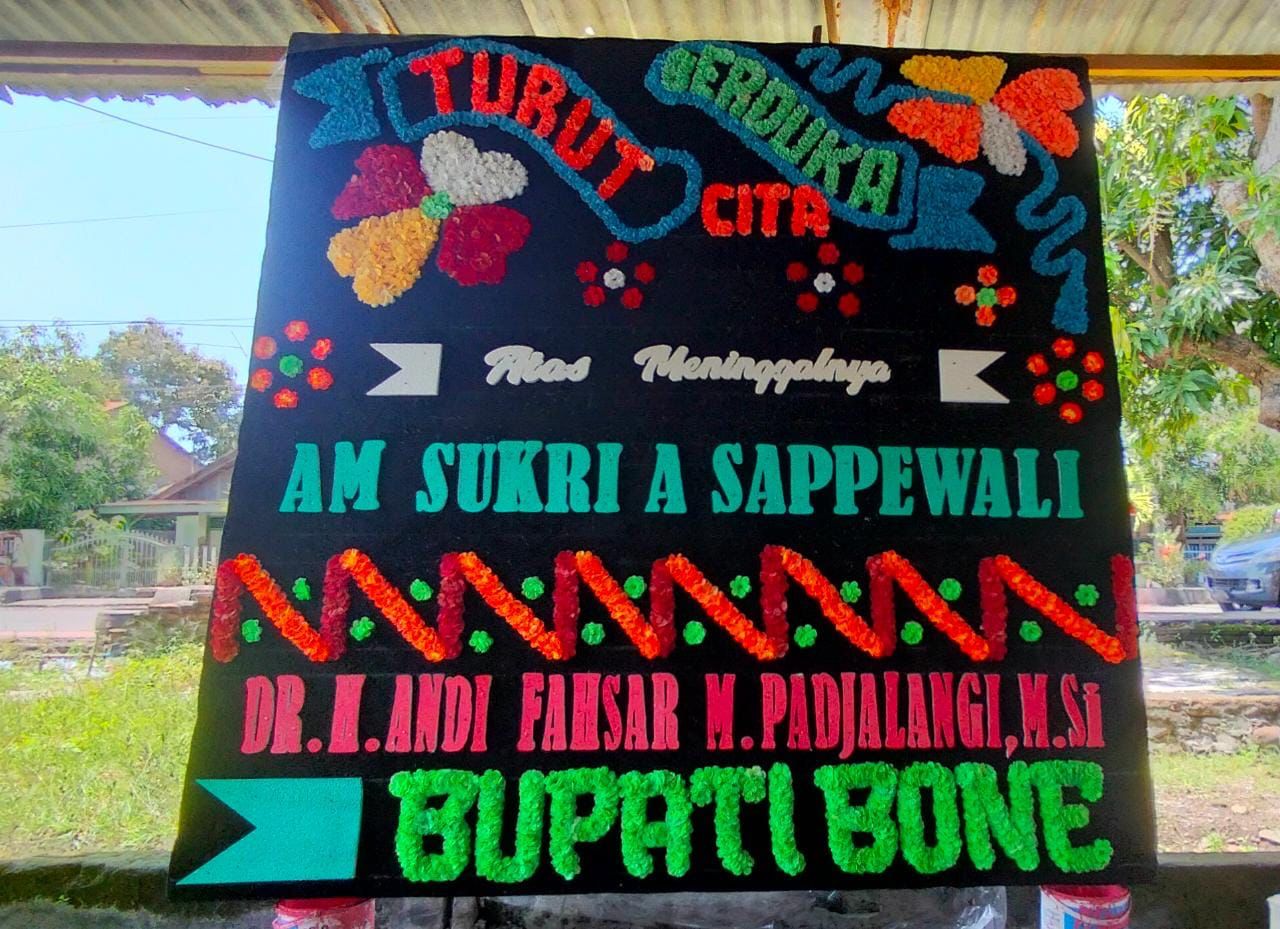 TURUT BERDUKA
CITA
Atas Meninggalnya
AM SUKRI A SAPPEWALI
DR. H. ANDI FAHSAR M. PADJALANGI, M.Si
BUPATI BONE